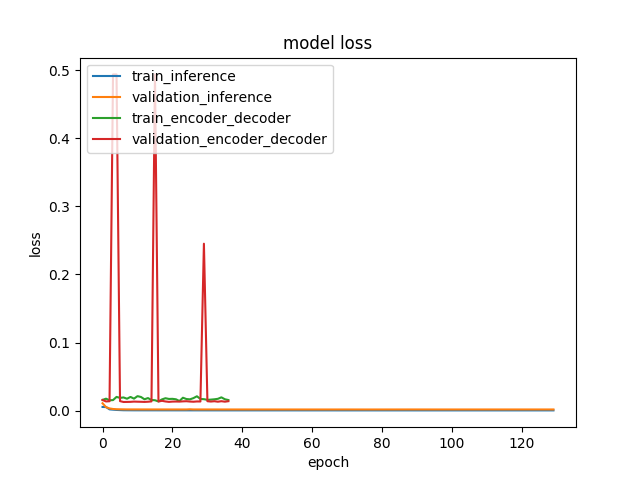 model loss
train_inference
validation_inference
train_encoder_decoder
validation_encoder_decoder
loss
0.5
0.4
0.3
0.2
0.1
0.0
0 20 40 60 80 100 120
epoch